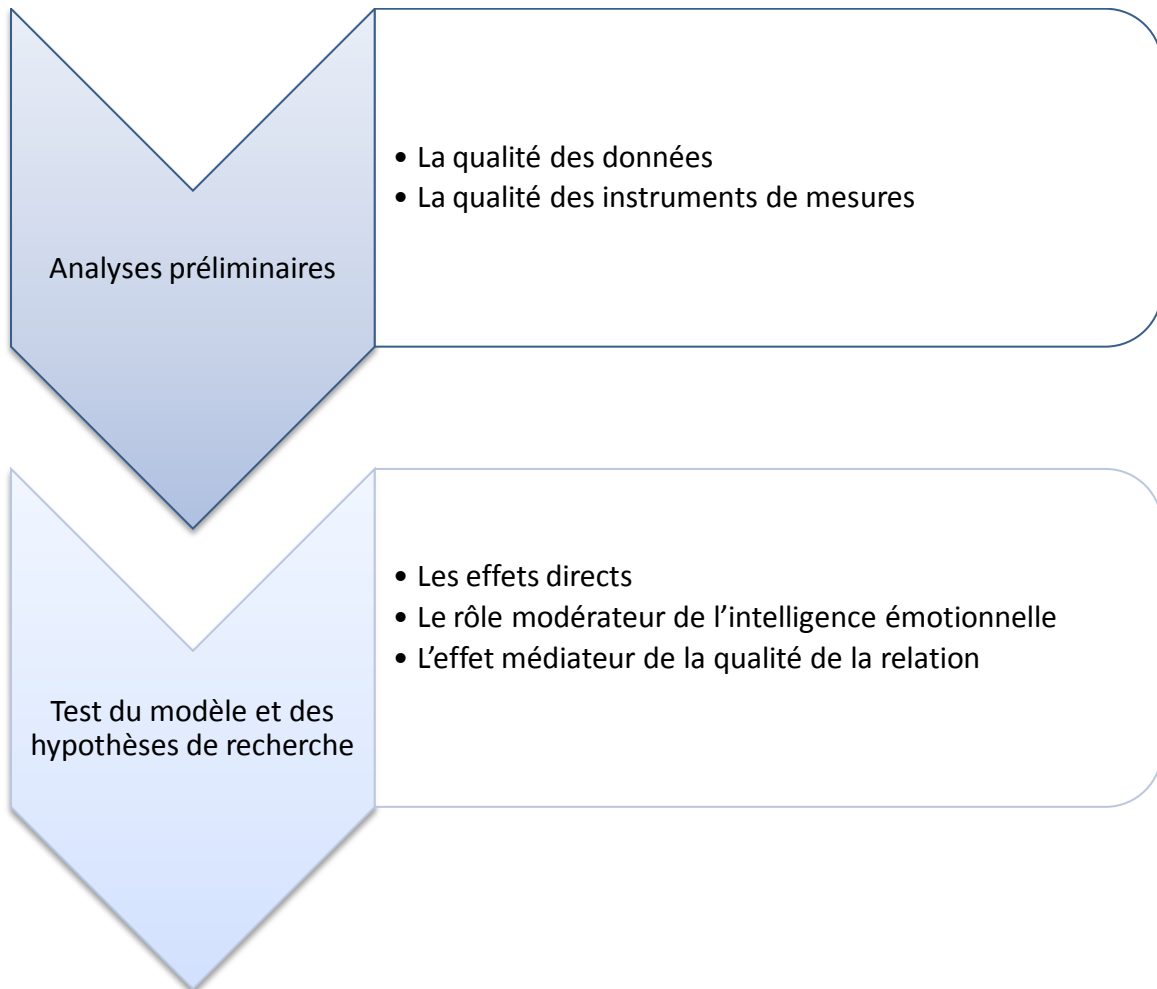 Analyses préliminaires
• La qualité des données
• La qualité des instruments de mesures
Test du modèle et des
hypothèses de recherche
• Les effets directs
• Le rôle modérateur de l’intelligence émotionnelle
• L’effet médiateur de la qualité de la relation